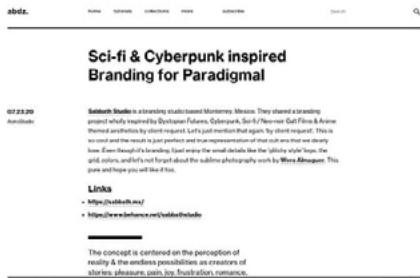 abdz.
home tutorials collections more subscribe Search
Sci-fi & Cyberpunk inspired
Branding for Paradigmal
07.23.20
Sabbath Studio is a branding studio based Monterrey, Mexico. They shared a branding
project wholly inspired by Dystopian Futures, Cyberpunk, Sci-fi / Neo-noir Cult Films & Anime
themed aesthetics by client request. Let's just mention that again 'by client request'. This is
so cool and the result is just perfect and true representation of that cult era that we dearly
love. Even though it's branding, I just enjoy the small details like the 'glitchy style' logo, the
grid, colors, and let's not forget about the sublime photography work by Wera Almaguer. This
pure and hope you will like it too.
Links
• https://sabbath.mx/
• https://www.behance.net/sabbathstudio
The concept is centered on the perception of
reality & the endless possibilities as creators of
stories: pleasure, pain, joy, frustration, romance,